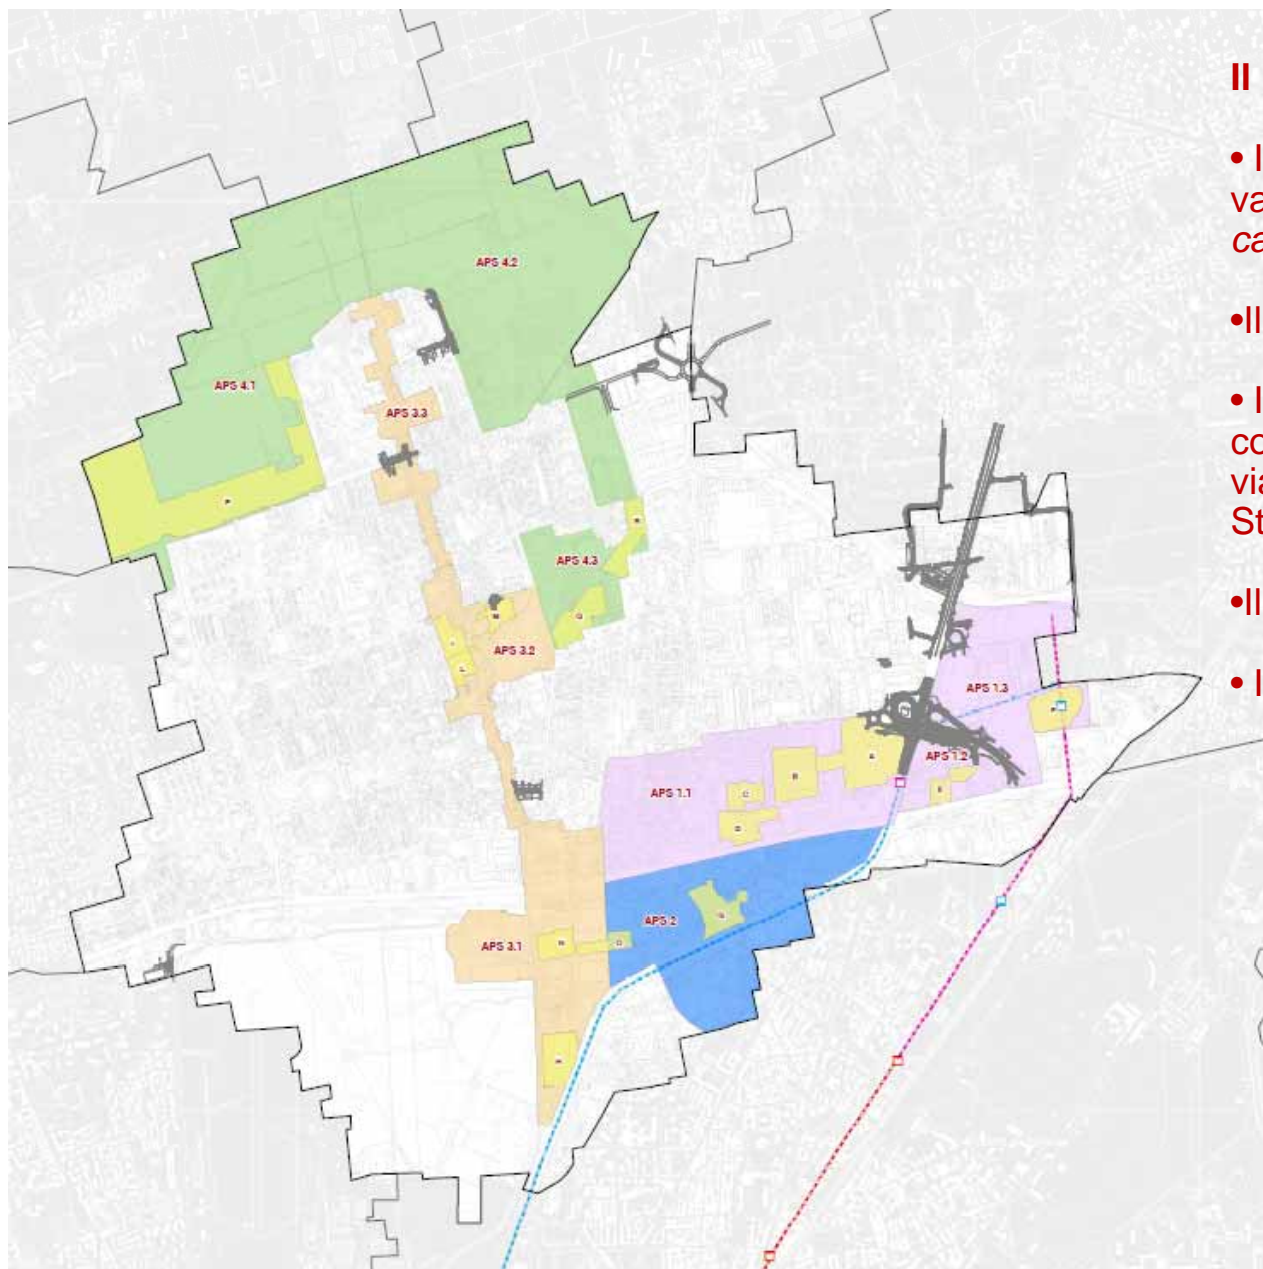 Il
• I
va
ca
•Il
• I
co
via
St
•Il
• I
APS 4.2
APS 4.1
APS 3.3
P
R
APS 4.3
Q
M
I
L
APS 3.2
APS 1.3
F
A
APS 1.2
B
APS 1.1
C
E
D
APS 2
G
APS 3.1
N
O